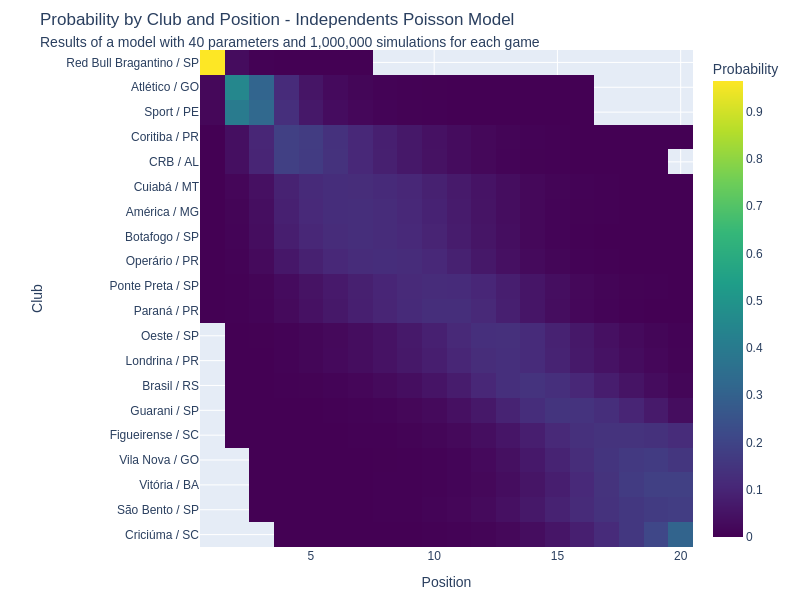 Probability by Club and Position - Independents Poisson Model
Results of a model with 40 parameters and 1,000,000 simulations for each game
Probability
Red Bull Bragantino / SP
Atlético / GO
Sport / PE
Coritiba / PR
CRB / AL
Cuiabá / MT
América / MG
Botafogo / SP
Operário / PR
Ponte Preta / SP
Paraná / PR
Oeste / SP
Londrina / PR
Brasil / RS
Guarani / SP
Figueirense / SC
Vila Nova / GO
Vitória / BA
São Bento / SP
Criciúma / SC
Club
5
10
15
20
Position
0.9
0.8
0.7
0.6
0.5
0.4
0.3
0.2
0.1
0